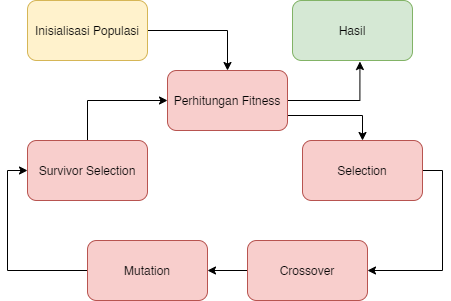 Inisialisasi Populasi
Hasil
Perhitungan Fitness
Survivor Selection
Selection
Mutation
Crossover